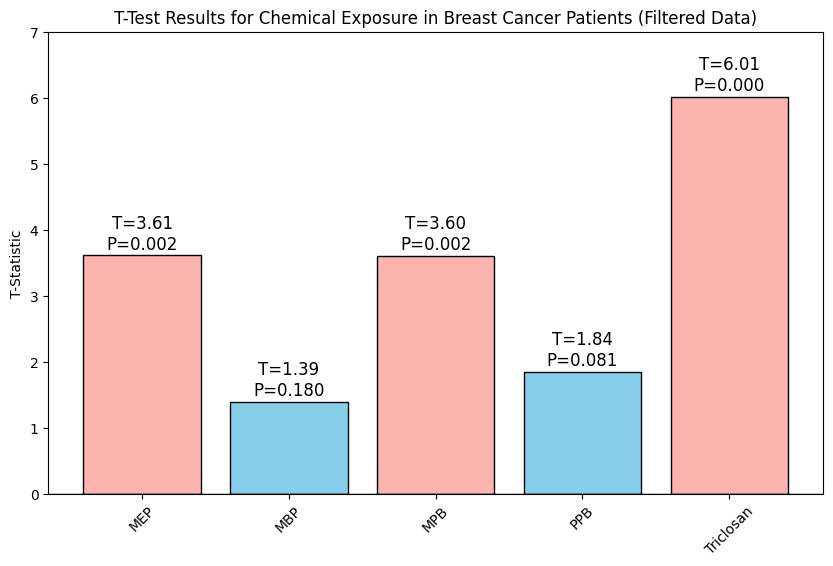 T-Test Results for Chemical Exposure in Breast Cancer Patients (Filtered Data)
T-Statistic
7
6
5
4
3
2
1
0
T=3.61
P=0.002
T=1.39
P=0.180
T=3.60
P=0.002
T=1.84
P=0.081
T=6.01
P=0.000
MEP
MBP
MPB
PPB
Triclosan